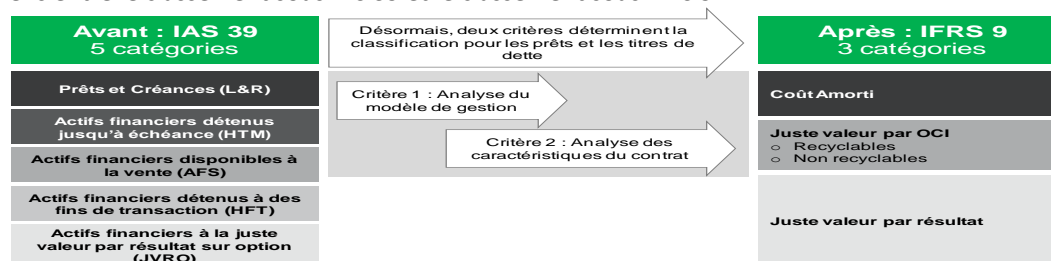 Avant : IAS 39
5 catégories
Prêts et Créances (L&R)
Actifs financiers détenus
jusqu'à échéance (HTM)
Actifs financiers disponibles à
la vente (AFS)
Actifs financiers détenus à des
fins de transaction (HFT)
Actifs financiers à la juste
valeur par résultat sur option
(JVRO)
Désormais, deux critères déterminent la
classification pour les prêts et les titres de
dette
Critère 1 : Analyse du
modèle de gestion
Critère 2 : Analyse des
caractéristiques du contrat
Après : IFRS 9
3 catégories
Coût Amorti
Juste valeur par OCI
o Recyclables
o Non recyclables
Juste valeur par résultat